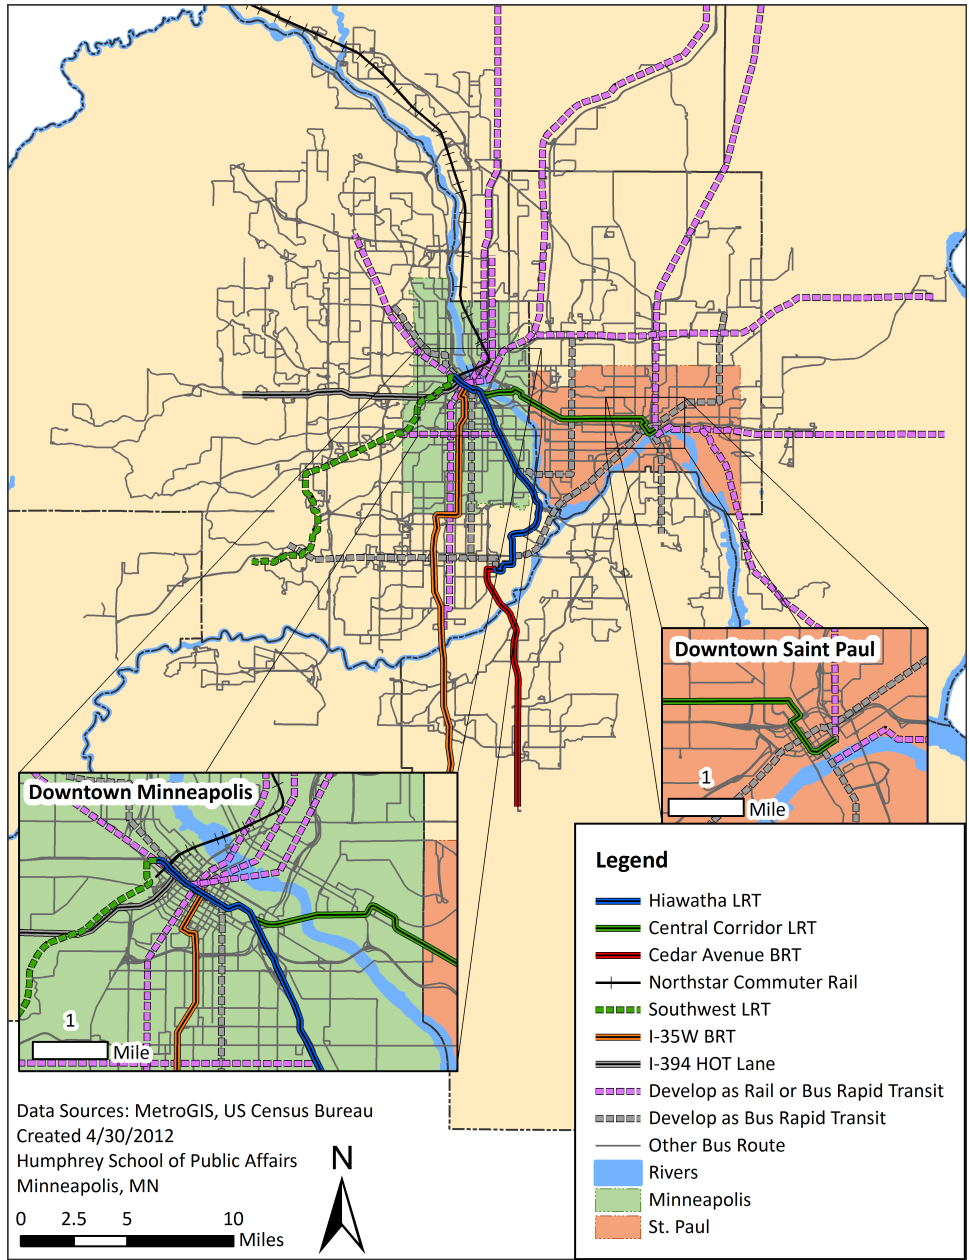 Downtown Saint Paul
1
Mile
Downtown Minneapolis
1
Mile
Legend
Hiawatha LRT
Central Corridor LRT
Cedar Avenue BRT
Northstar Commuter Rail
Southwest LRT
I-35W BRT
I-394 HOT Lane
Develop as Rail or Bus Rapid Transit
Develop as Bus Rapid Transit
Other Bus Route
Rivers
Minneapolis
St. Paul
Data Sources: MetroGIS, US Census Bureau
Created 4/30/2012
Humphrey School of Public Affairs
Minneapolis, MN
N
0 2.5 5 10
Miles